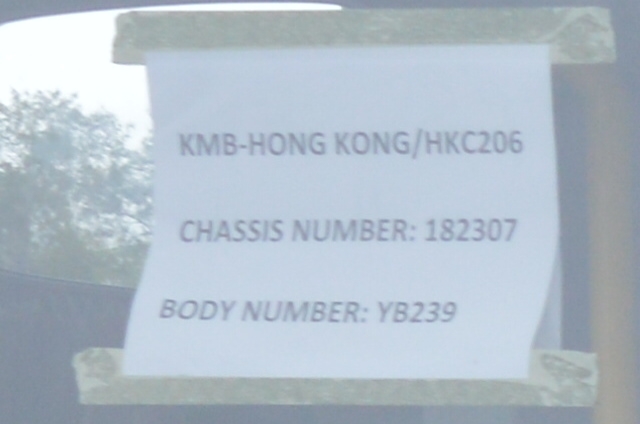 KMB-HONG KONG/HKC206
CHASSIS NUMBER: 182307
BODY NUMBER: YB239